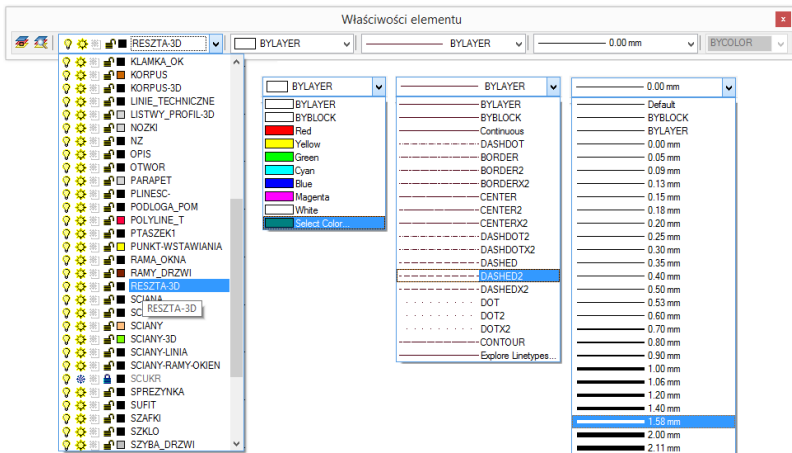 Właściwości elementu
x
RESZTA-3D
BYLAYER
BYLAYER
0.00 mm
BYCOLOR
KLAMKA_OK
KORPUS
KORPUS-3D
LINIE_TECHNICZNE
LISTWY_PROFIL-3D
NOZKI
NZ
OPIS
OTWOR
PARAPET
PLINESC-
PODLOGA_POM
POLYLINE_T
PTASZEK1
PUNKT-WSTAWIANIA
RAMA_OKNA
RAMY_DRZWI
RESZTA-3D
SCIANA
RESZTA-3D
SCIANY
SCIANY-3D
SCIANY-LINIA
SCIANY-RAMY-OKIEN
SCUKR
SPREZYNKA
SUFIT
SZAFKI
SZKLO
SZYBA_DRZWI
BYLAYER
BYLAYER
BYBLOCK
Red
Yellow
Green
Cyan
Blue
Magenta
White
Select Color...
BYLAYER
BYLAYER
BYBLOCK
Continuous
DASHDOT
BORDER
BORDER2
BORDERX2
CENTER
CENTER2
CENTERX2
DASHDOT2
DASHDOTX2
DASHED
DASHED2
DASHEDX2
DOT
DOT2
DOTX2
CONTOUR
Explore Linetypes...
0.00 mm
Default
BYBLOCK
BYLAYER
0.00 mm
0.05 mm
0.09 mm
0.13 mm
0.15 mm
0.18 mm
0.20 mm
0.25 mm
0.30 mm
0.35 mm
0.40 mm
0.50 mm
0.53 mm
0.60 mm
0.70 mm
0.80 mm
0.90 mm
1.00 mm
1.06 mm
1.20 mm
1.40 mm
1.58 mm
2.00 mm
2.11 mm